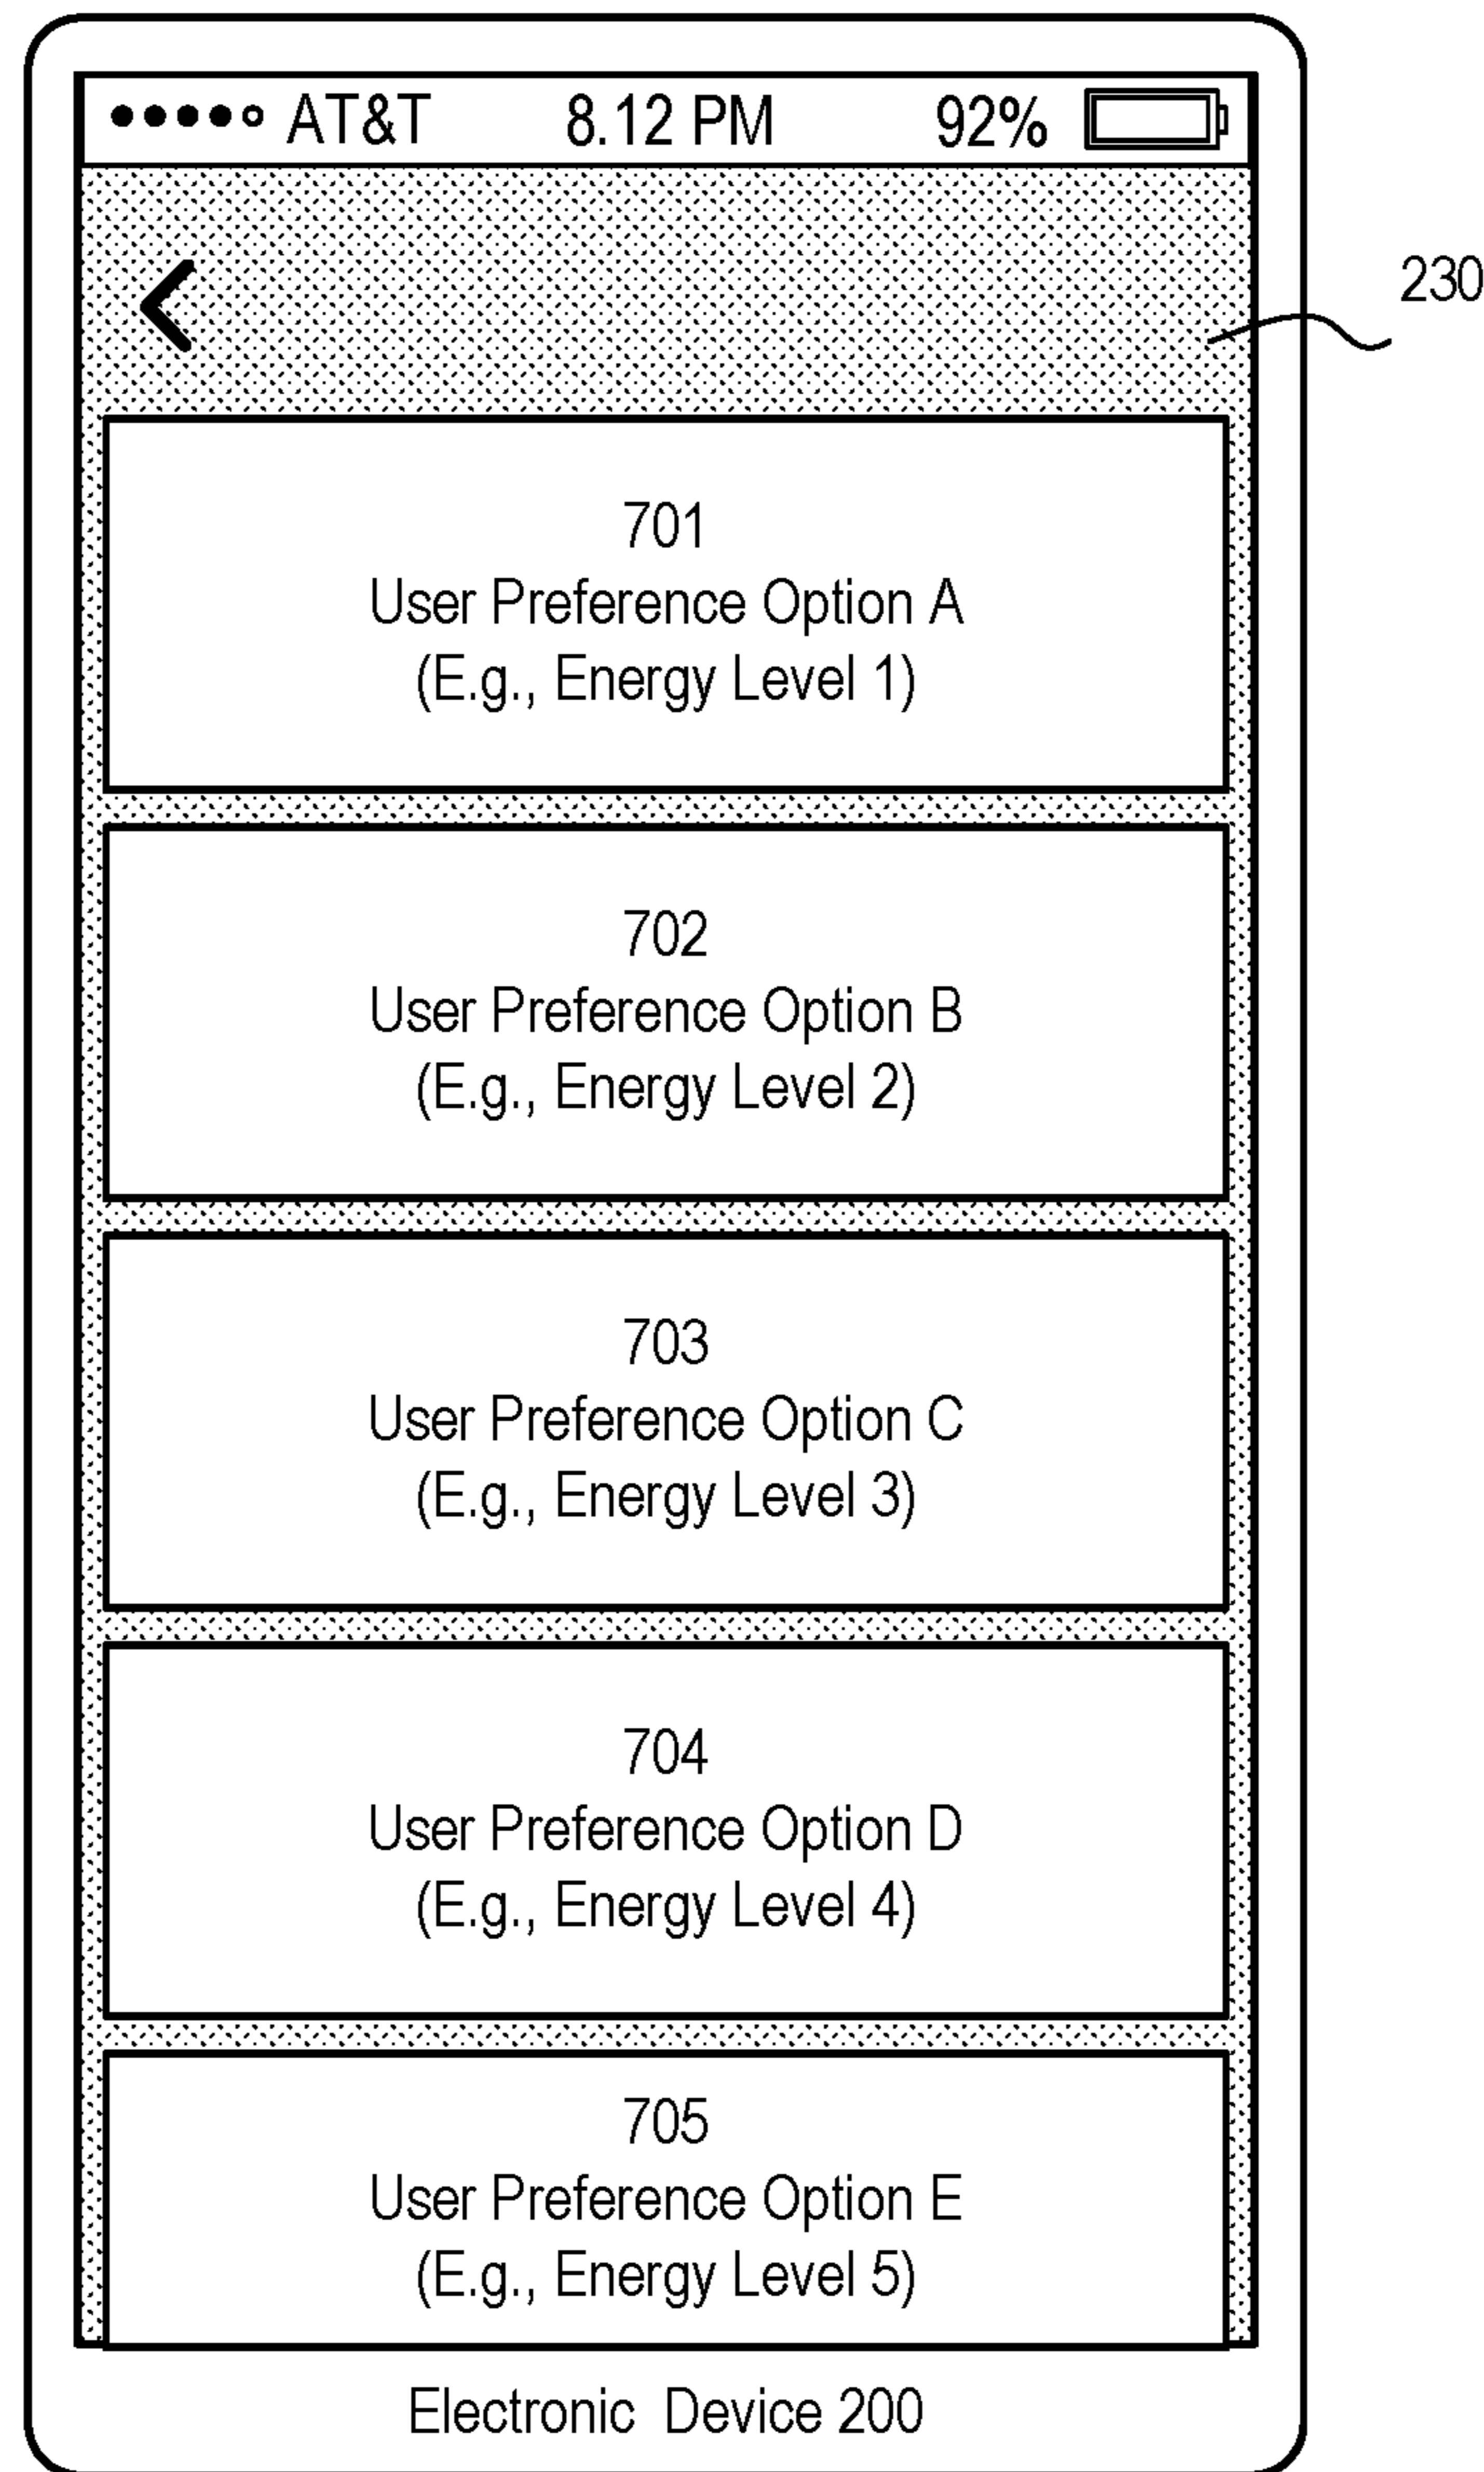 AT&T 8.12 PM 92%
230
701
User Preference Option A
(E.g., Energy Level 1)
702
User Preference Option B
(E.g., Energy Level 2)
703
User Preference Option C
(E.g., Energy Level 3)
704
User Preference Option D
(E.g., Energy Level 4)
705
User Preference Option E
(E.g., Energy Level 5)
Electronic Device 200